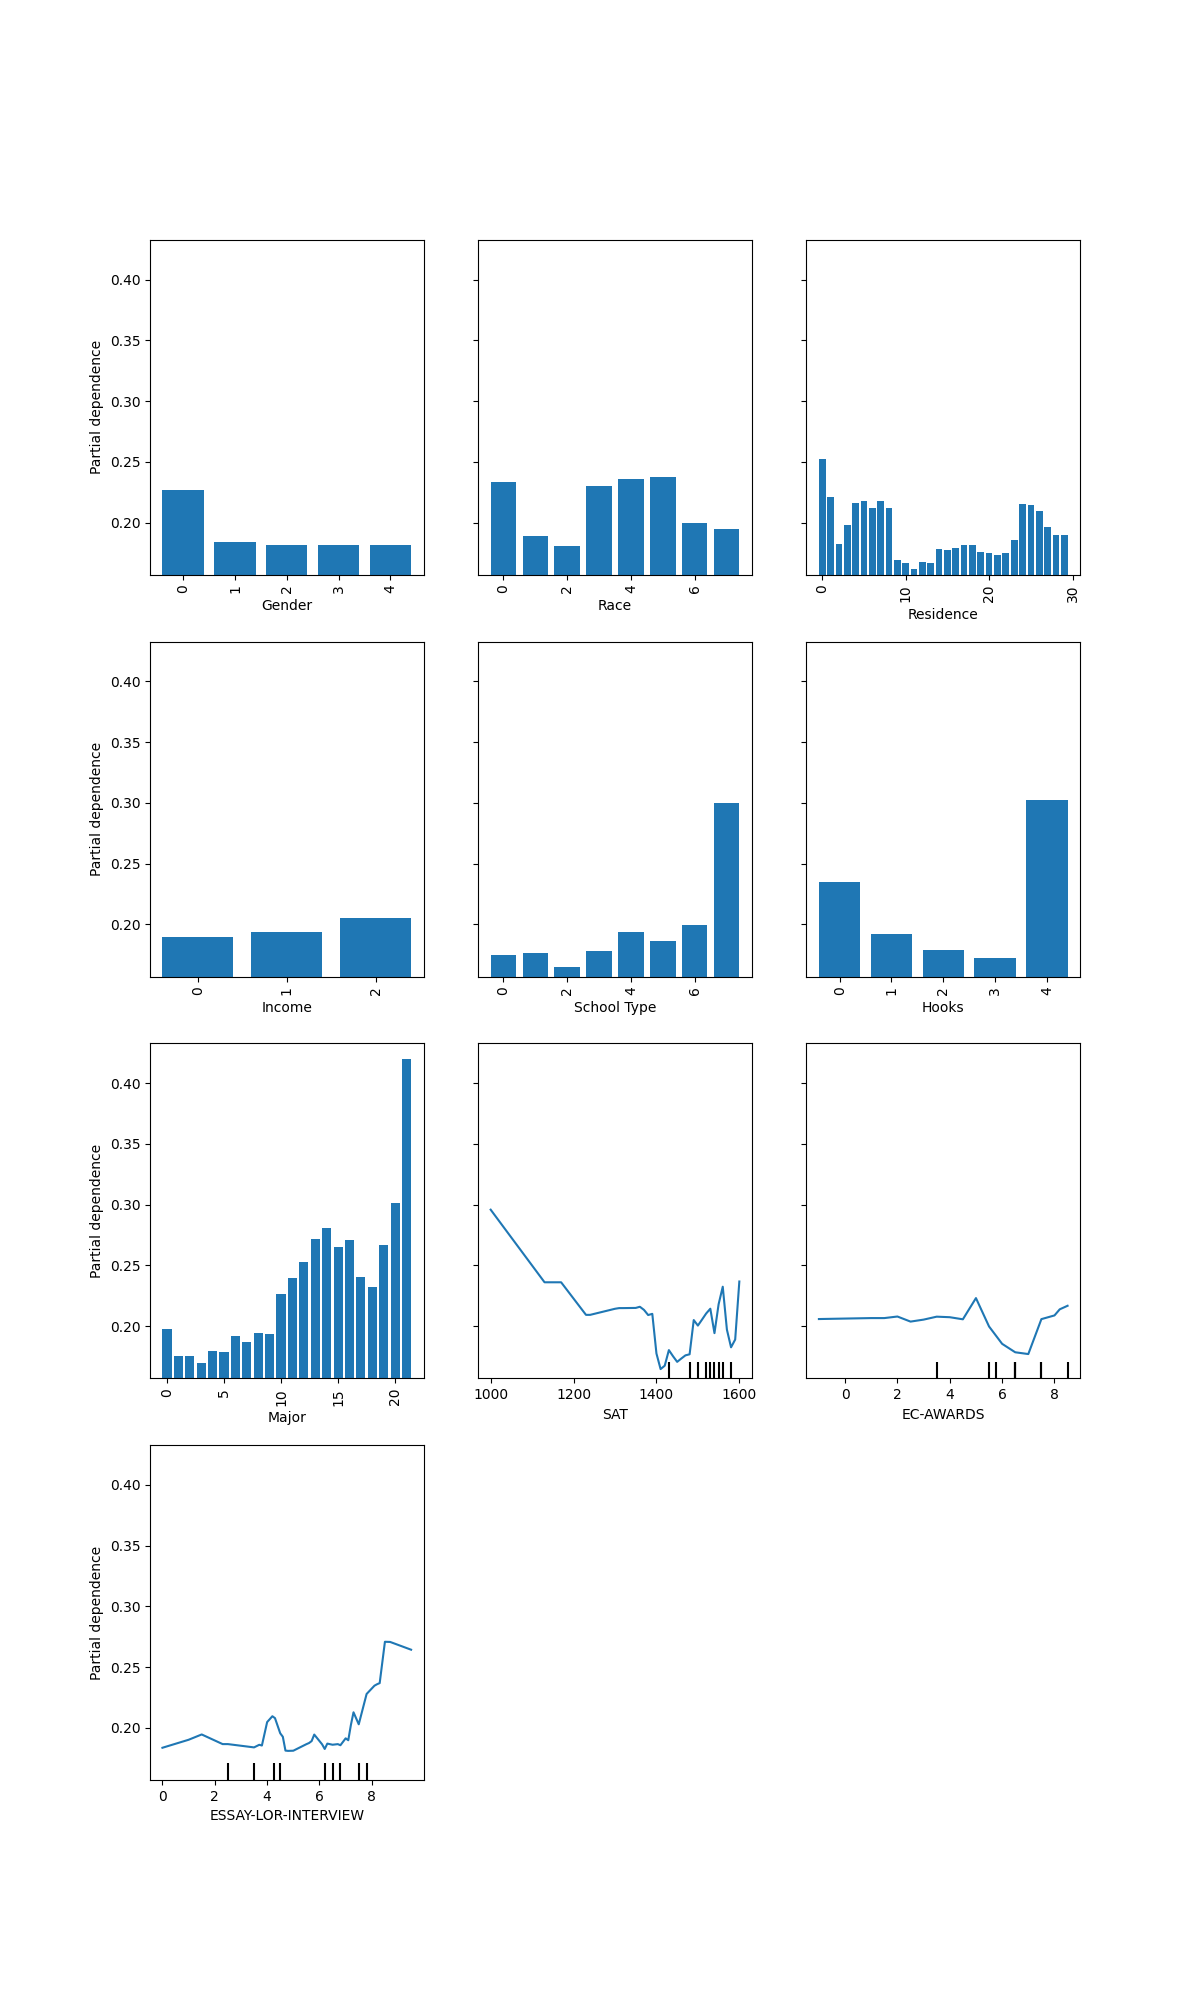 0.40
0.35
0.30
0.25
0.20
Partial dependence
0 1 2 3 4
Gender
0 2 4 6
Race
0 10 20 30
Residence
0.40
0.35
0.30
0.25
0.20
Partial dependence
0 1 2
Income
0 2 4 6
School Type
0 1 2 3 4
Hooks
0.40
0.35
0.30
0.25
0.20
Partial dependence
0 5 10 15 20
Major
1000 1200 1400 1600
SAT
0 2 4 6 8
EC-AWARDS
0.40
0.35
0.30
0.25
0.20
Partial dependence
0 2 4 6 8
ESSAY-LOR-INTERVIEW